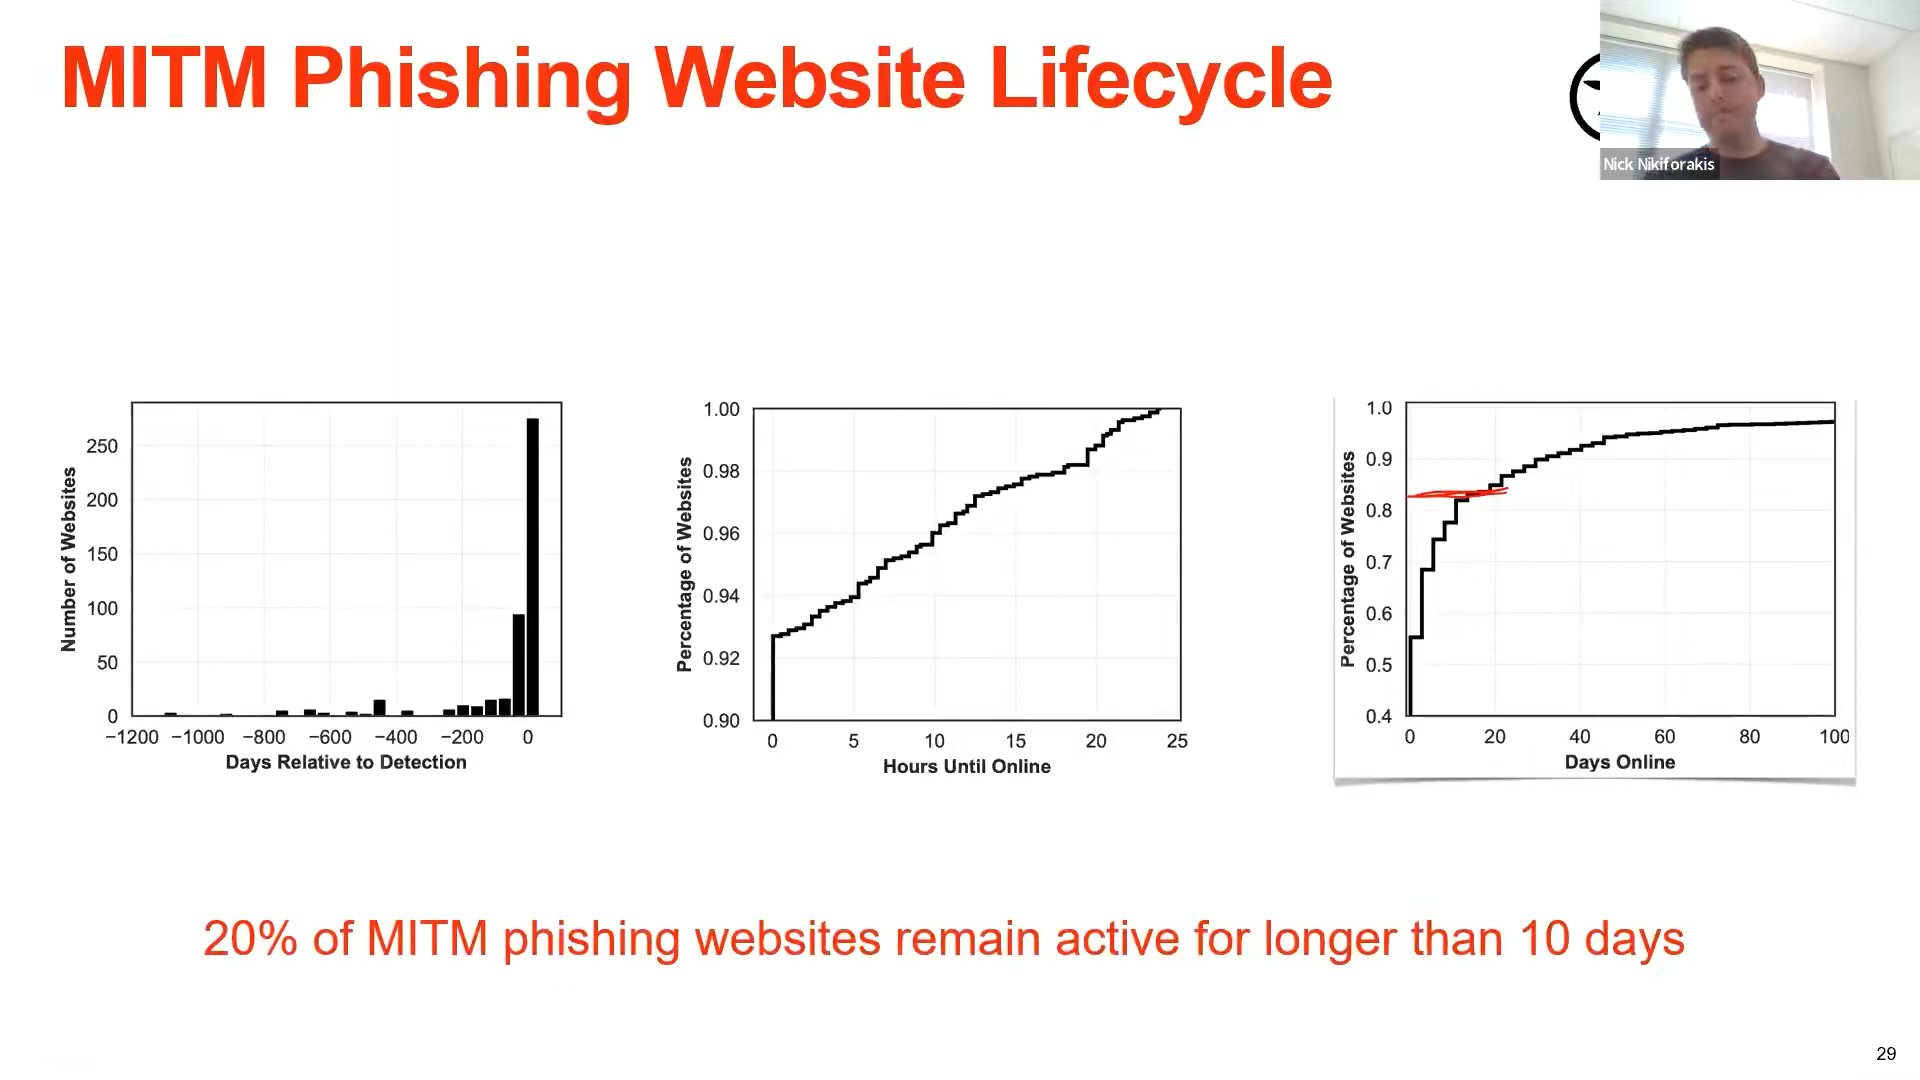 MITM Phishing Website Lifecycle
Nick Nikiforakis
Number of Websites
250
200
150
100
50
0
−1200 −1000 −800 −600 −400 −200 0
Days Relative to Detection
Percentage of Websites
1.00
0.98
0.96
0.94
0.92
0.90
0 5 10 15 20 25
Hours Until Online
Percentage of Websites
1.0
0.9
0.8
0.7
0.6
0.5
0.4
0 20 40 60 80 100
Days Online
20% of MITM phishing websites remain active for longer than 10 days
29